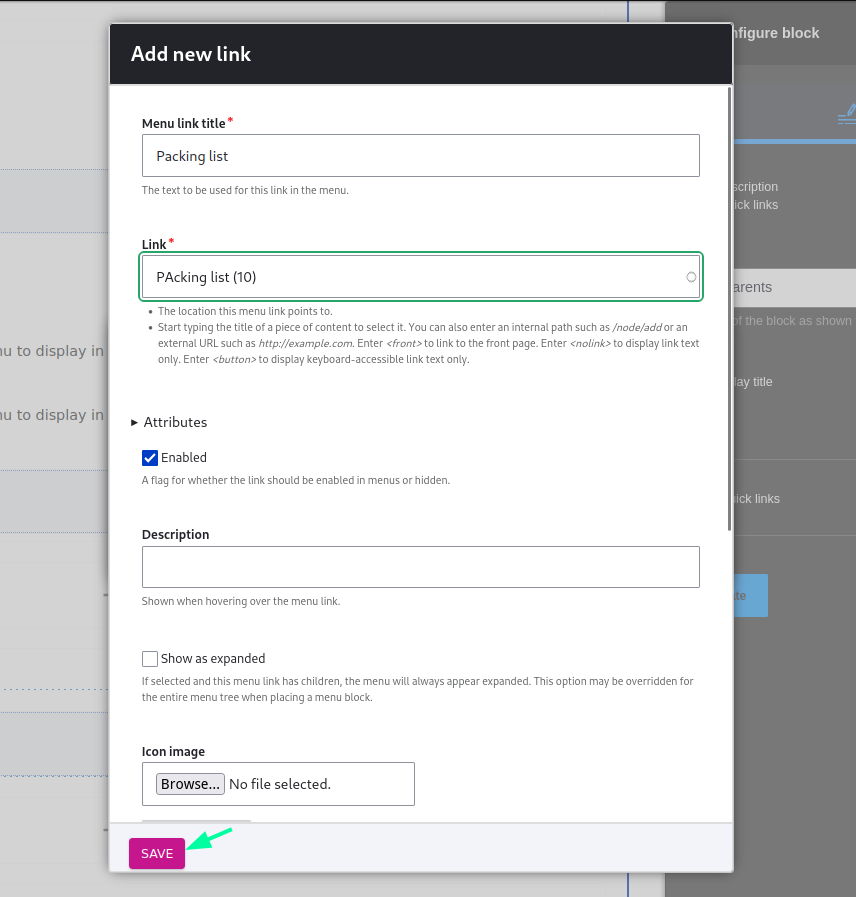 Add new link
nfigure block
Menu link title*
Packing list
The text to be used for this link in the menu.
scription
ick links
Link*
PAcking list (10)
arents
• The location this menu link points to.
• Start typing the title of a piece of content to select it. You can also enter an internal path such as /node/add or an
external URL such as http://example.com. Enter <front> to link to the front page. Enter <nolink> to display link text
only. Enter <button> to display keyboard-accessible link text only.
of the block as shown
nu to display in
lay title
nu to display in
▸ Attributes
Enabled
A flag for whether the link should be enabled in menus or hidden.
ick links
Description
Shown when hovering over the menu link.
te
Show as expanded
If selected and this menu link has children, the menu will always appear expanded. This option may be overridden for
the entire menu tree when placing a menu block.
Icon image
Browse... No file selected.
SAVE